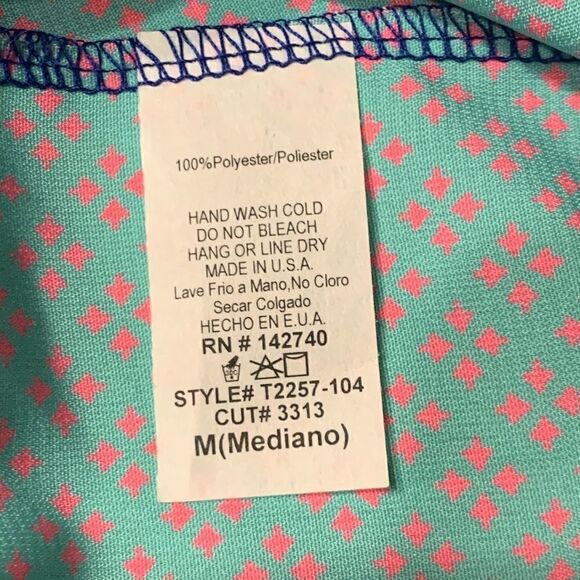 100%Polyester/Poliester
HAND WASH COLD
DO NOT BLEACH
HANG OR LINE DRY
MADE IN U.S.A.
Lave Frio a Mano,No Cloro
Secar Colgado
HECHO EN E.U.A.
RN # 142740
STYLE# T2257-104
CUT# 3313
M(Mediano)